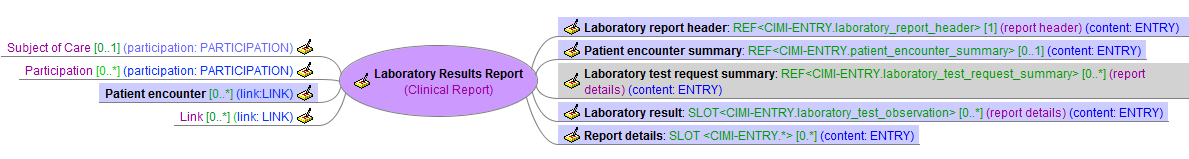 Subject of Care [0..1] (participation: PARTICIPATION)
Participation [0..*] (participation: PARTICIPATION)
Patient encounter [0..*] (link:LINK)
Link [0..*] (link: LINK)
Laboratory Results Report
(Clinical Report)
Laboratory report header: REF<CIMI-ENTRY.laboratory_report_header> [1] (report header) (content: ENTRY)
Patient encounter summary: REF<CIMI-ENTRY.patient_encounter_summary> [0..1] (content: ENTRY)
Laboratory test request summary: REF<CIMI-ENTRY.laboratory_test_request_summary> [0..*] (report
details) (content: ENTRY)
Laboratory result: SLOT<CIMI-ENTRY.laboratory_test_observation> [0..*] (report details) (content: ENTRY)
Report details: SLOT <CIMI-ENTRY.*> [0.*] (content: ENTRY)